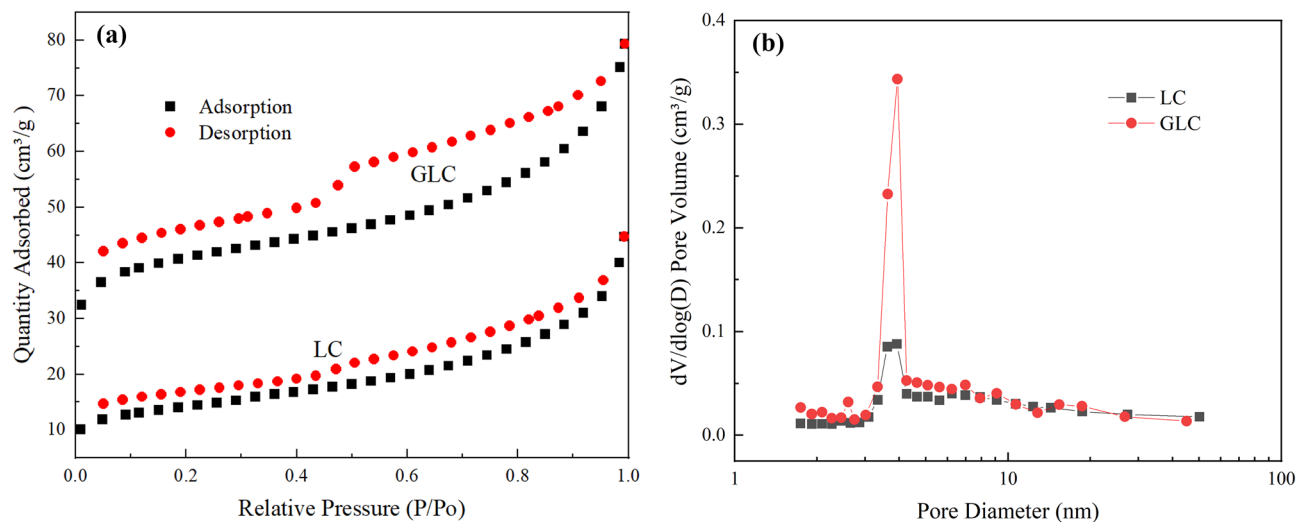 (a)
80
70
60
50
40
30
20
10
Quantity Adsorbed (cm³/g )
Adsorption
Desorption
GLC
LC
0.0 0.2 0.4 0.6 0.8 1.0
Relative Pressure (P/Po)
(b)
0.4
0.3
0.2
0.1
0.0
dV/dlog(D) Pore Volume (cm³/g)
LC
GLC
1 10 100
Pore Diameter (nm)